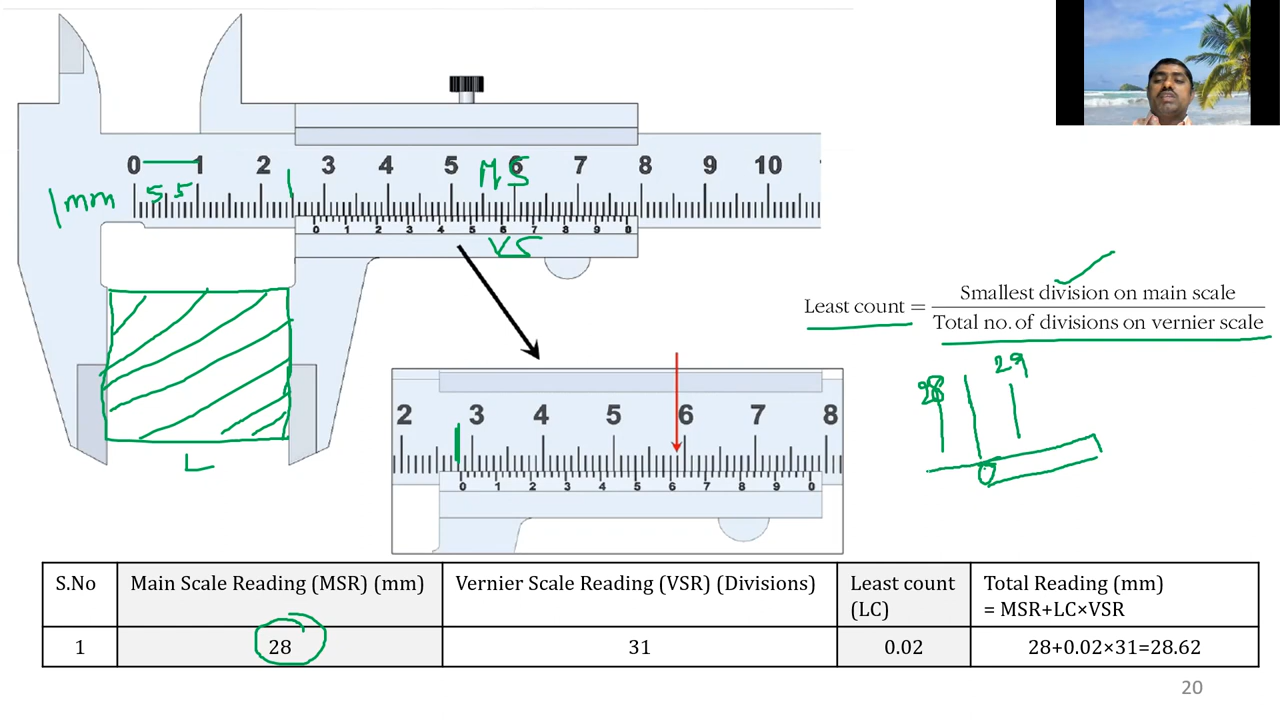 0 1 2 3 4 5 6 7 8 9 10
MS
1mm 5 5
0 1 2 3 4 5 6 7 8 9 0
VS
L
Least count = Smallest division on main scale
Total no. of divisions on vernier scale
28 29
0
2 3 4 5 6 7 8
0 1 2 3 4 5 6 7 8 9 0
S.No Main Scale Reading (MSR) (mm) Vernier Scale Reading (VSR) (Divisions) Least count (LC) Total Reading (mm) = MSR+LC×VSR
1 28 31 0.02 28+0.02×31=28.62
20